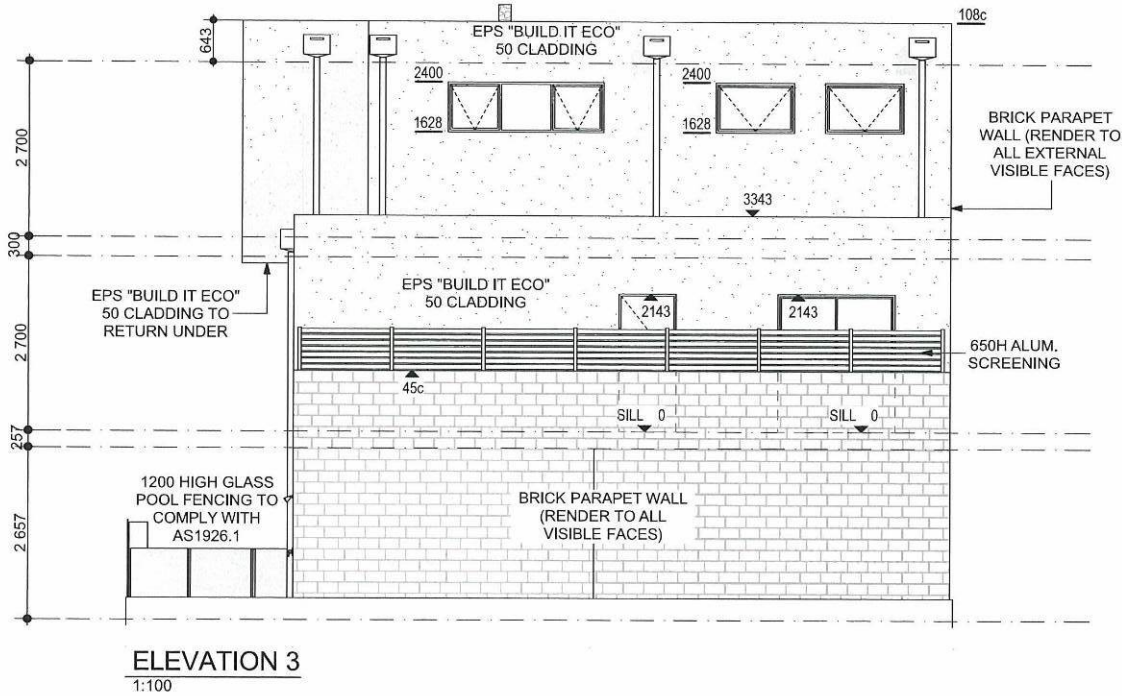 643
EPS "BUILD IT ECO"
50 CLADDING
108c
2400
1628
2400
1628
2 700
BRICK PARAPET
WALL (RENDER TO
ALL EXTERNAL
VISIBLE FACES)
3343
300
EPS "BUILD IT ECO"
50 CLADDING TO
RETURN UNDER
EPS "BUILD IT ECO"
50 CLADDING
2143
2143
2 700
650H ALUM.
SCREENING
45c
SILL 0
SILL 0
257
1200 HIGH GLASS
POOL FENCING TO
COMPLY WITH
AS1926.1
BRICK PARAPET WALL
(RENDER TO ALL
VISIBLE FACES)
2 657
ELEVATION 3
1:100